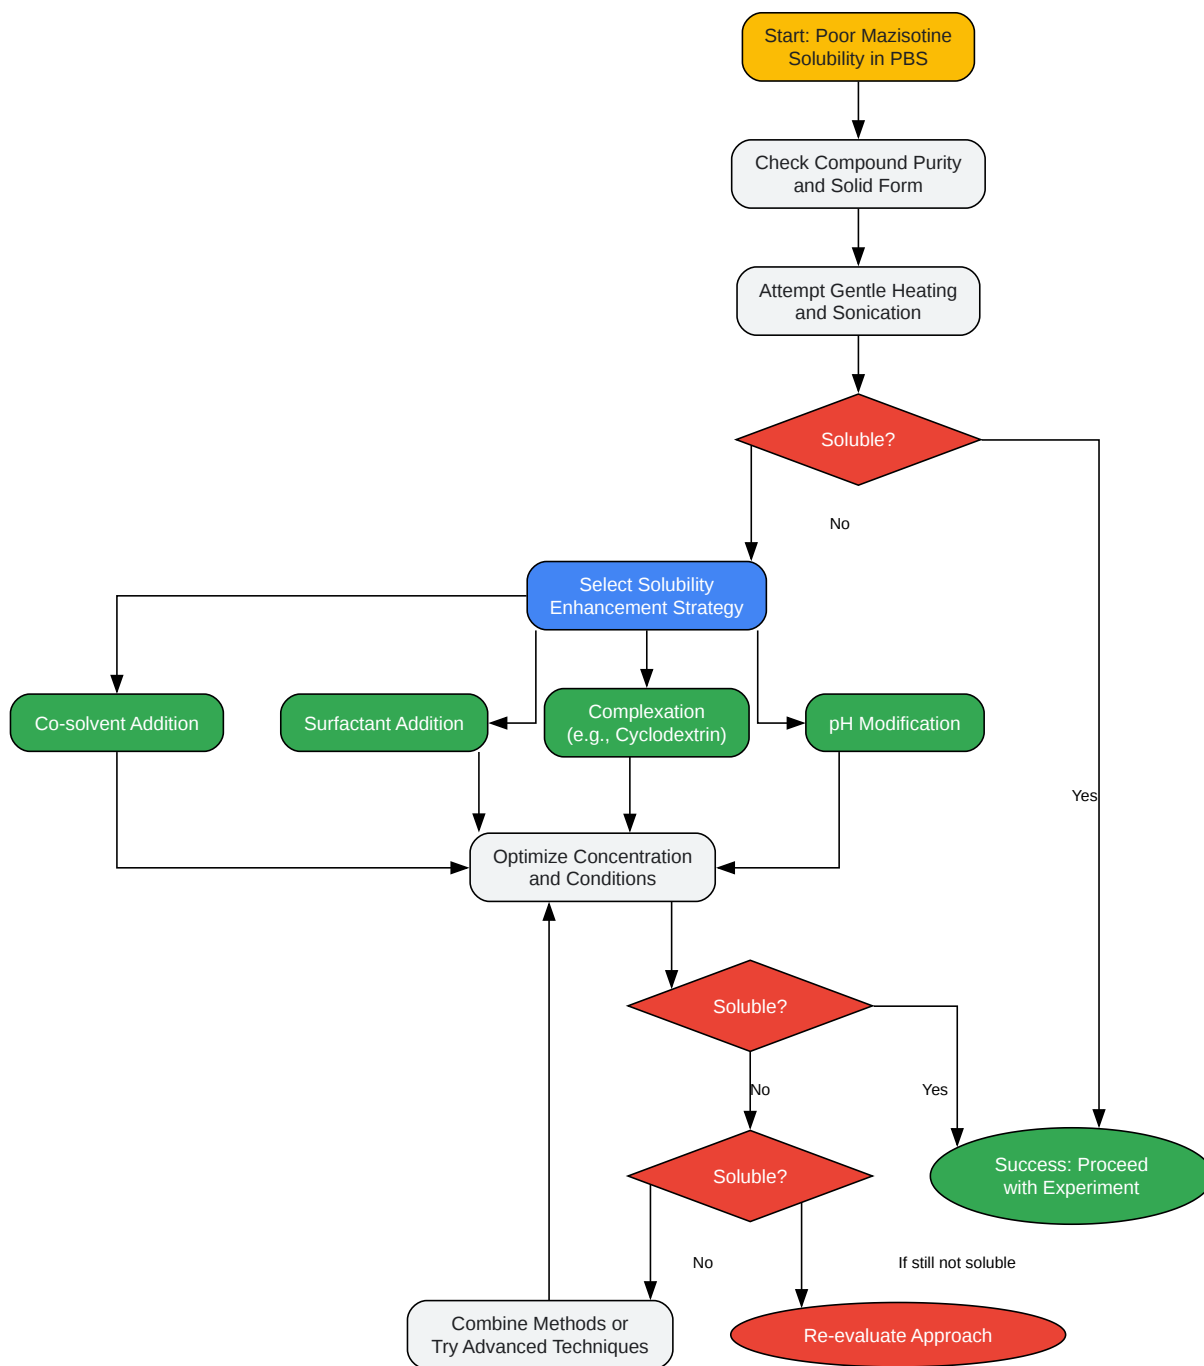 Start: Poor Mazisotine
Solubility in PBS
Check Compound Purity
and Solid Form
Attempt Gentle Heating
and Sonication
Soluble?
No
Select Solubility
Enhancement Strategy
Co-solvent Addition
Surfactant Addition
Complexation
(e.g., Cyclodextrin)
pH Modification
Yes
Optimize Concentration
and Conditions
Soluble?
No
Yes
Soluble?
Success: Proceed
with Experiment
No
If still not soluble
Combine Methods or
Try Advanced Techniques
Re-evaluate Approach